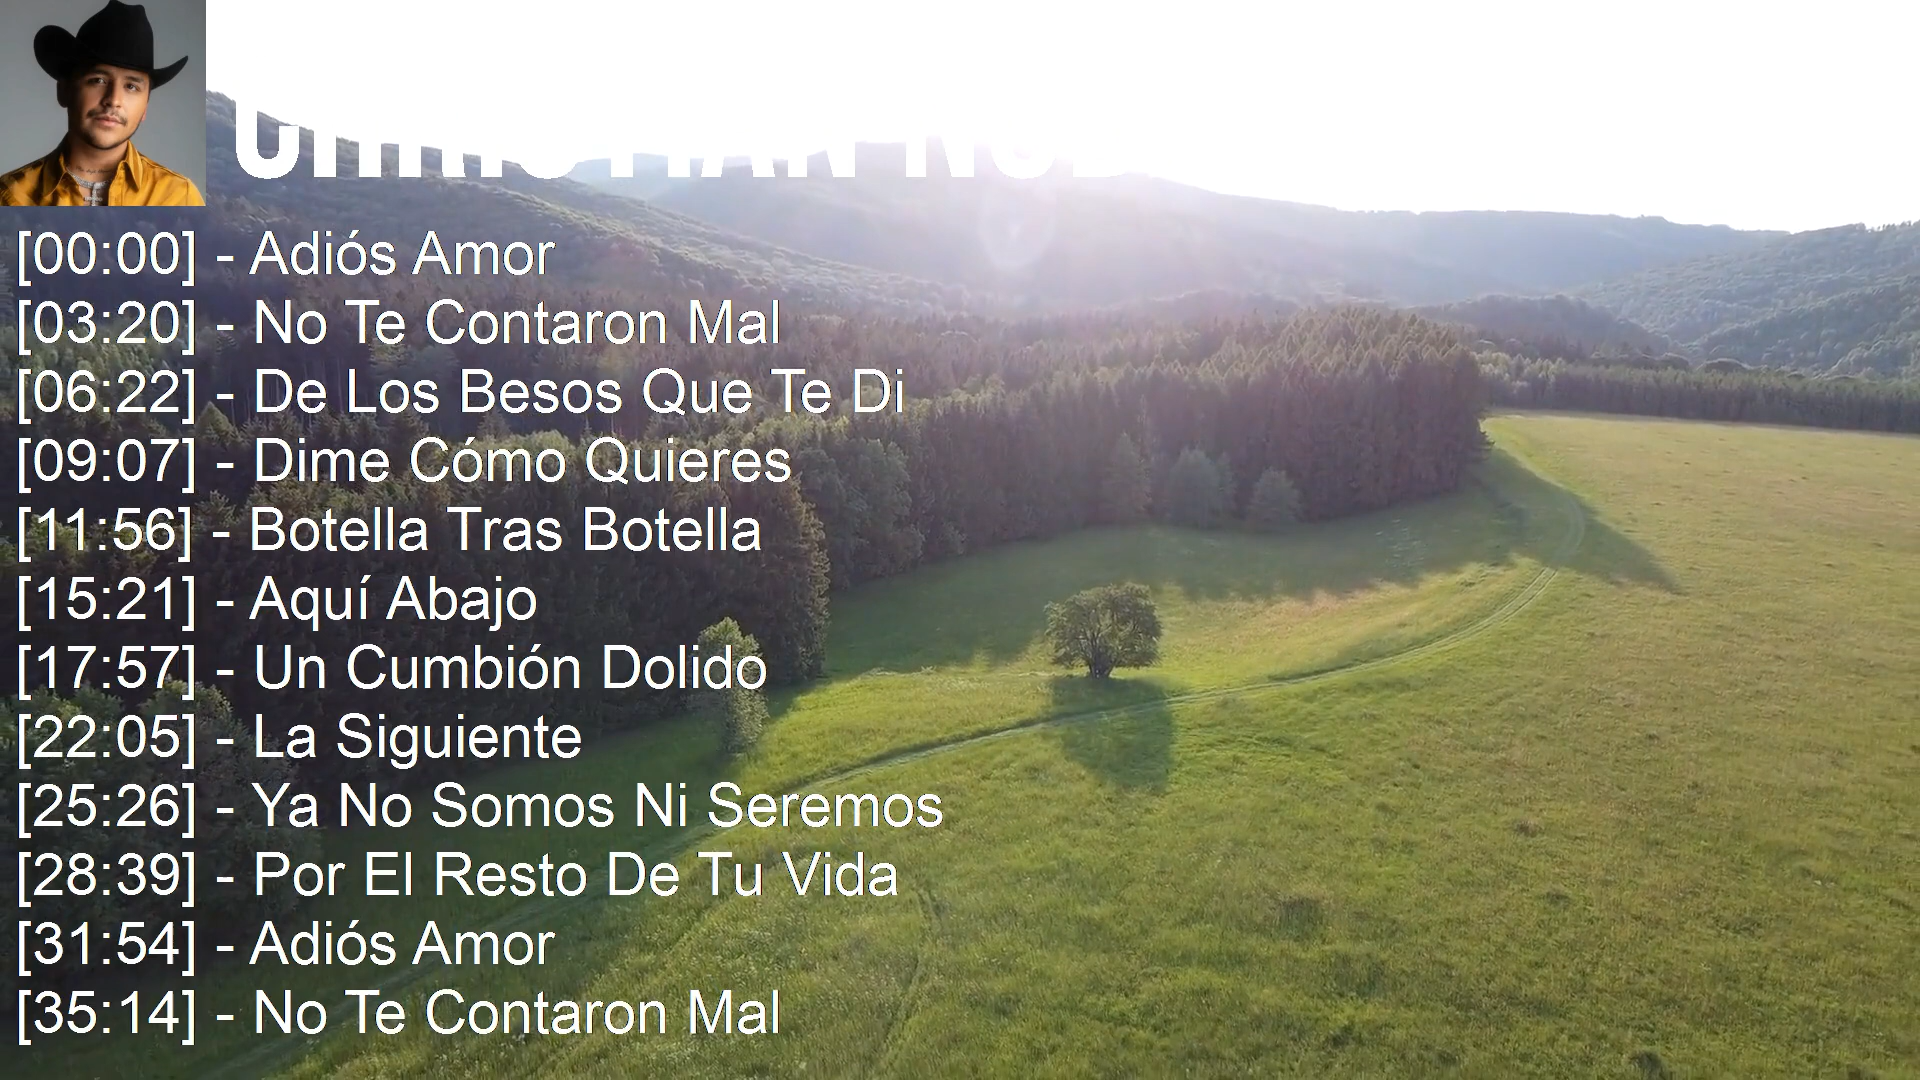 CHRISTIAN
[00:00] - Adiós Amor
[03:20] - No Te Contaron Mal
[06:22] - De Los Besos Que Te Di
[09:07] - Dime Cómo Quieres
[11:56] - Botella Tras Botella
[15:21] - Aquí Abajo
[17:57] - Un Cumbión Dolido
[22:05] - La Siguiente
[25:26] - Ya No Somos Ni Seremos
[28:39] - Por El Resto De Tu Vida
[31:54] - Adiós Amor
[35:14] - No Te Contaron Mal